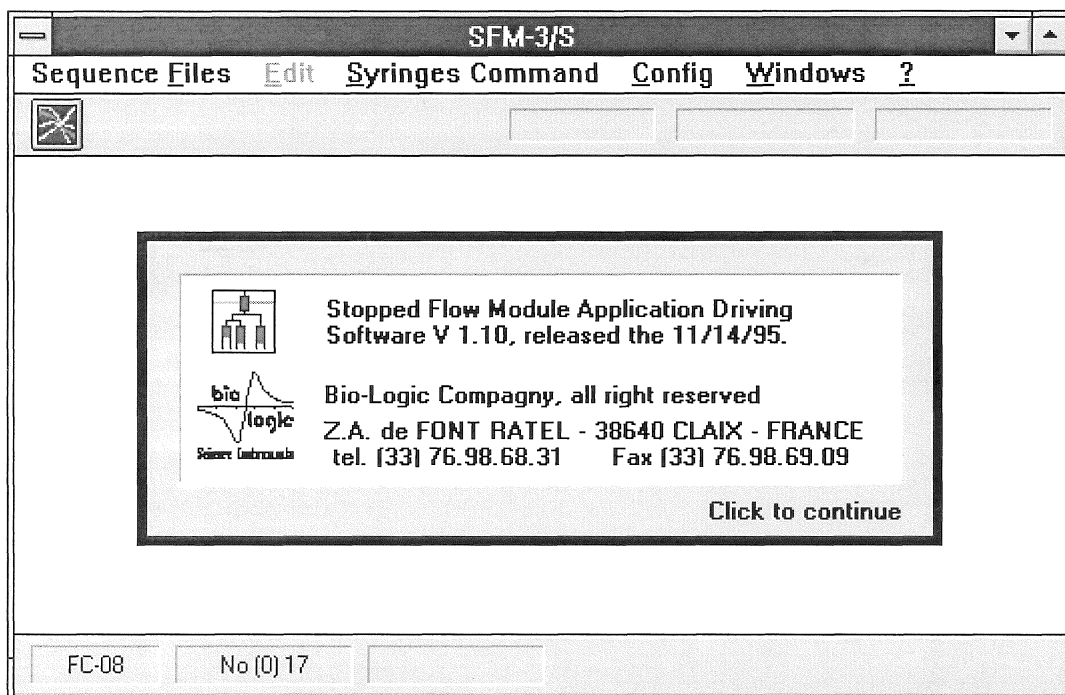 SFM-3/S
Sequence Files Edit Syringes Command Config Windows ?
Stopped Flow Module Application Driving
Software V 1.10, released the 11/14/95.
bio
logic
Science Instruments
Bio-Logic Compagny, all right reserved
Z.A. de FONT RATEL - 38640 CLAIX - FRANCE
tel. (33) 76.98.68.31 Fax (33) 76.98.69.09
Click to continue
FC-08 No (0) 17